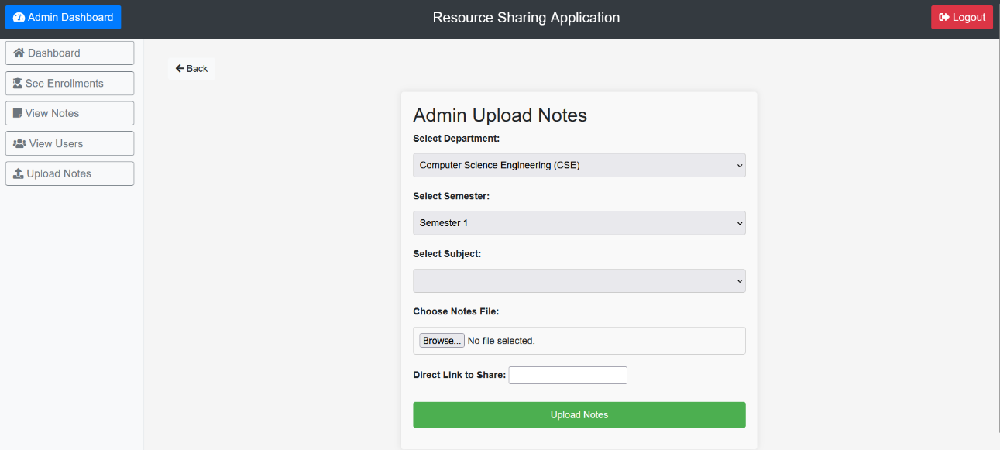 Admin Dashboard
Resource Sharing Application
Logout
Dashboard
See Enrollments
View Notes
View Users
Upload Notes
Back
Admin Upload Notes
Select Department:
Computer Science Engineering (CSE)
Select Semester:
Semester 1
Select Subject:
Choose Notes File:
Browse... No file selected.
Direct Link to Share:
Upload Notes